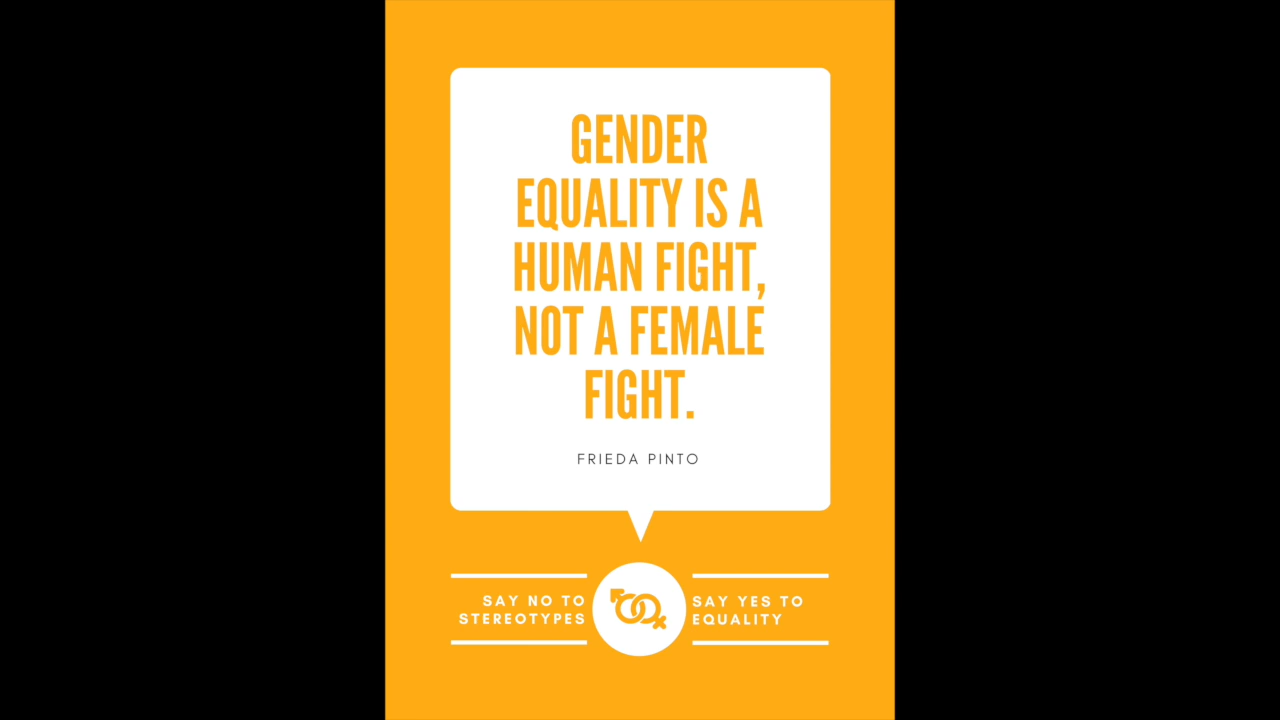 GENDER
EQUALITY IS A
HUMAN FIGHT,
NOT A FEMALE
FIGHT.
FRIEDA PINTO
SAY NO TO
STEREOTYPES
SAY YES TO
EQUALITY